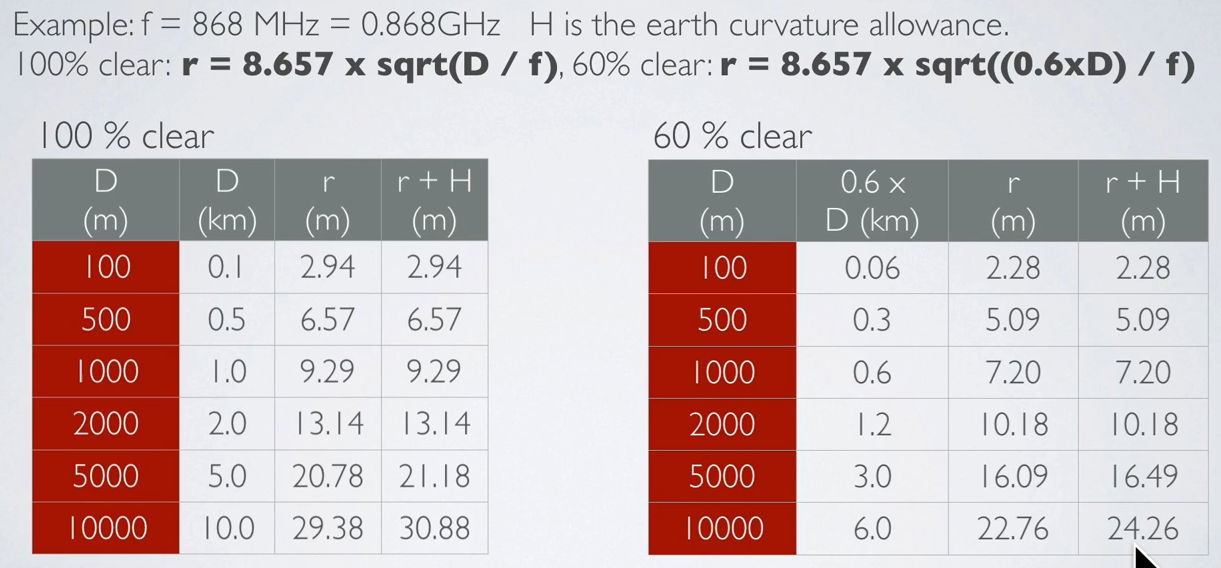 Example: f = 868 MHz = 0.868GHz H is the earth curvature allowance.
100% clear: r = 8.657 x sqrt(D / f), 60% clear: r = 8.657 x sqrt((0.6xD) / f)
100 % clear
D (m) D (km) r (m) r + H (m)
100 0.1 2.94 2.94
500 0.5 6.57 6.57
1000 1.0 9.29 9.29
2000 2.0 13.14 13.14
5000 5.0 20.78 21.18
10000 10.0 29.38 30.88
60 % clear
D (m) 0.6 x D (km) r (m) r + H (m)
100 0.06 2.28 2.28
500 0.3 5.09 5.09
1000 0.6 7.20 7.20
2000 1.2 10.18 10.18
5000 3.0 16.09 16.49
10000 6.0 22.76 24.26